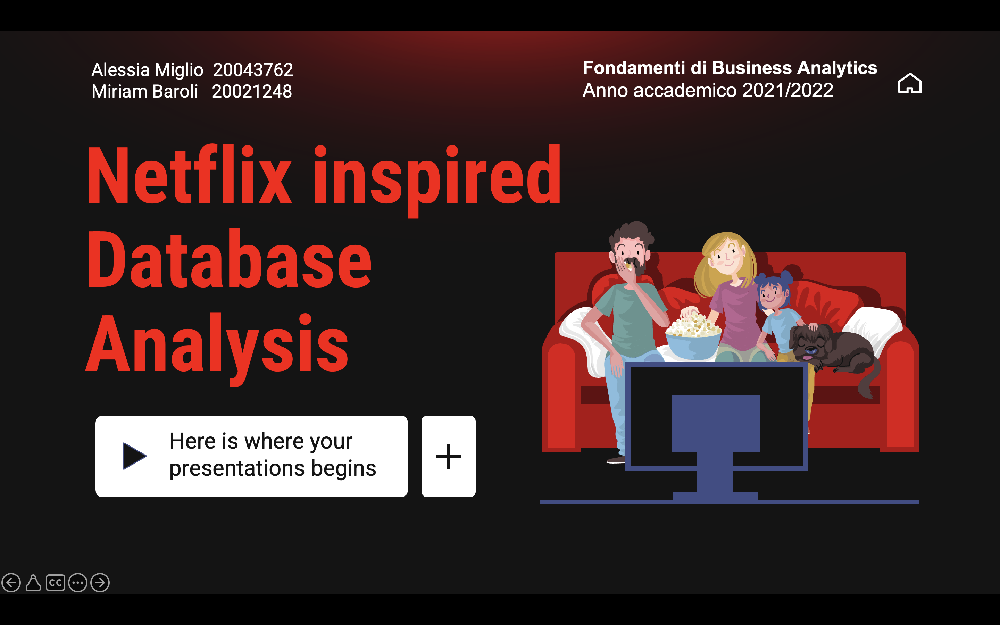 Alessia Miglio 20043762
Miriam Baroli 20021248
Fondamenti di Business Analytics
Anno accademico 2021/2022
Netflix inspired
Database
Analysis
Here is where your
presentations begins
CC